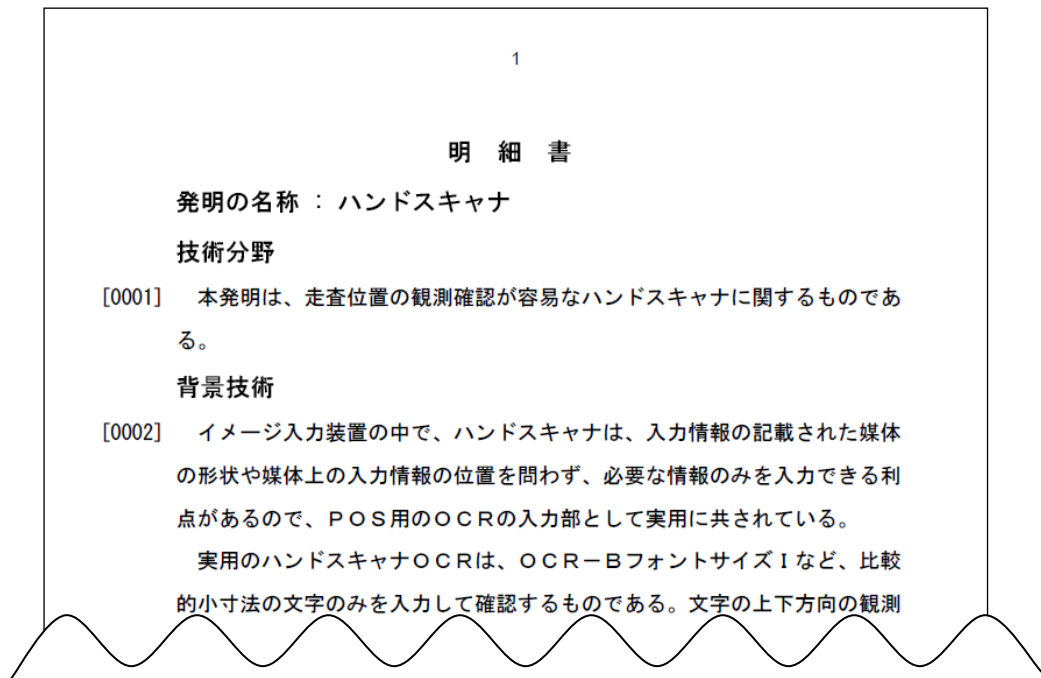 1
明　細　書
発明の名称 ： ハンドスキャナ
技術分野
[0001]　本発明は、走査位置の観測確認が容易なハンドスキャナに関するものであ
る。
背景技術
[0002]　イメージ入力装置の中で、ハンドスキャナは、入力情報の記載された媒体
の形状や媒体上の入力情報の位置を問わず、必要な情報のみを入力できる利
点があるので、ＰＯＳ用のＯＣＲの入力部として実用に共されている。
　実用のハンドスキャナＯＣＲは、ＯＣＲ－ＢフォントサイズⅠなど、比較
的小寸法の文字のみを入力して確認するものである。文字の上下方向の観測